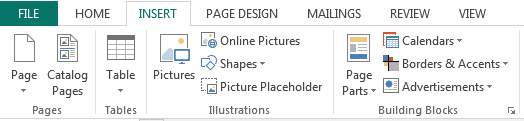 FILE HOME INSERT PAGE DESIGN MAILINGS REVIEW VIEW
Page
Catalog
Pages
Pages
Table
Tables
Pictures
Online Pictures
Shapes
Picture Placeholder
Illustrations
Page
Parts
Calendars
Borders & Accents
Advertisements
Building Blocks